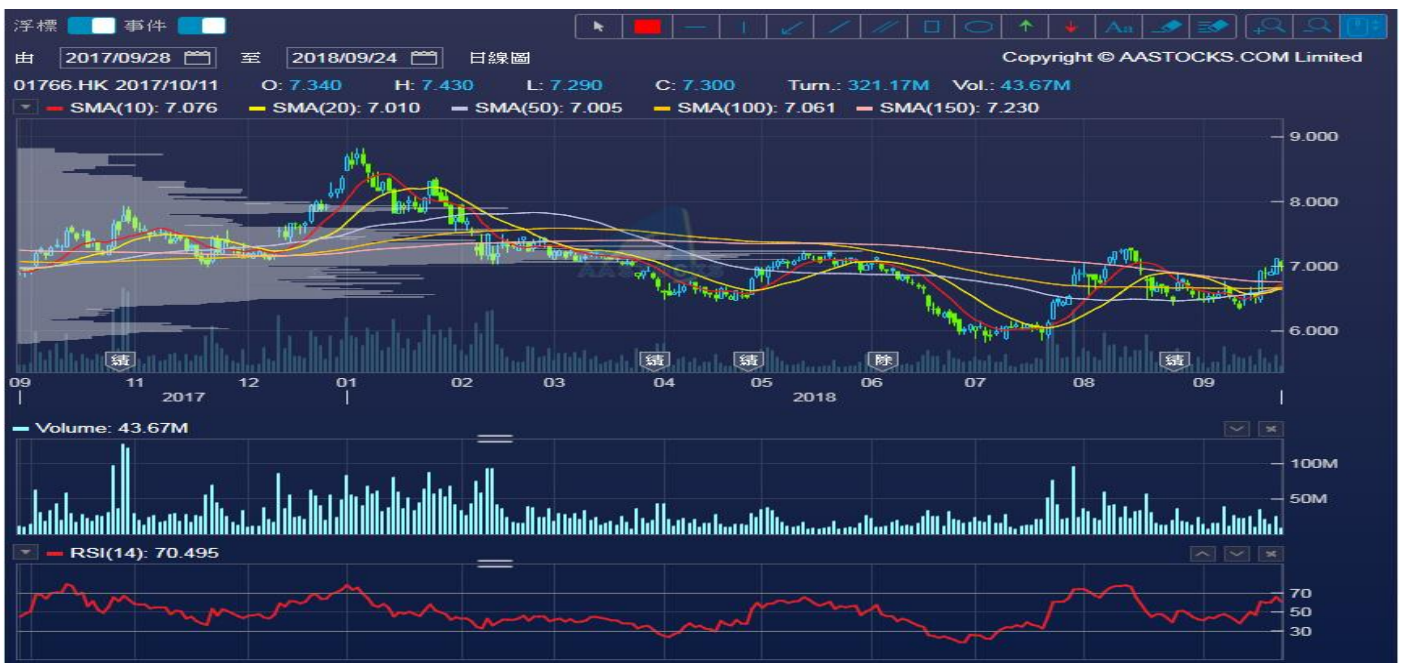 浮標 事件 Aa
由 2017/09/28 至 2018/09/24 日線圖 Copyright © AASTOCKS.COM Limited
01766.HK 2017/10/11 O: 7.340 H: 7.430 L: 7.290 C: 7.300 Turn.: 321.17M Vol.: 43.67M
SMA(10): 7.076 SMA(20): 7.010 SMA(50): 7.005 SMA(100): 7.061 SMA(150): 7.230
9.000
8.000
7.000
AASTOCKS
6.000
績 績 績 除 績
09 11 12 01 02 03 04 05 06 07 08 09
2017 2018
Volume: 43.67M
100M
50M
RSI(14): 70.495
70
50
30